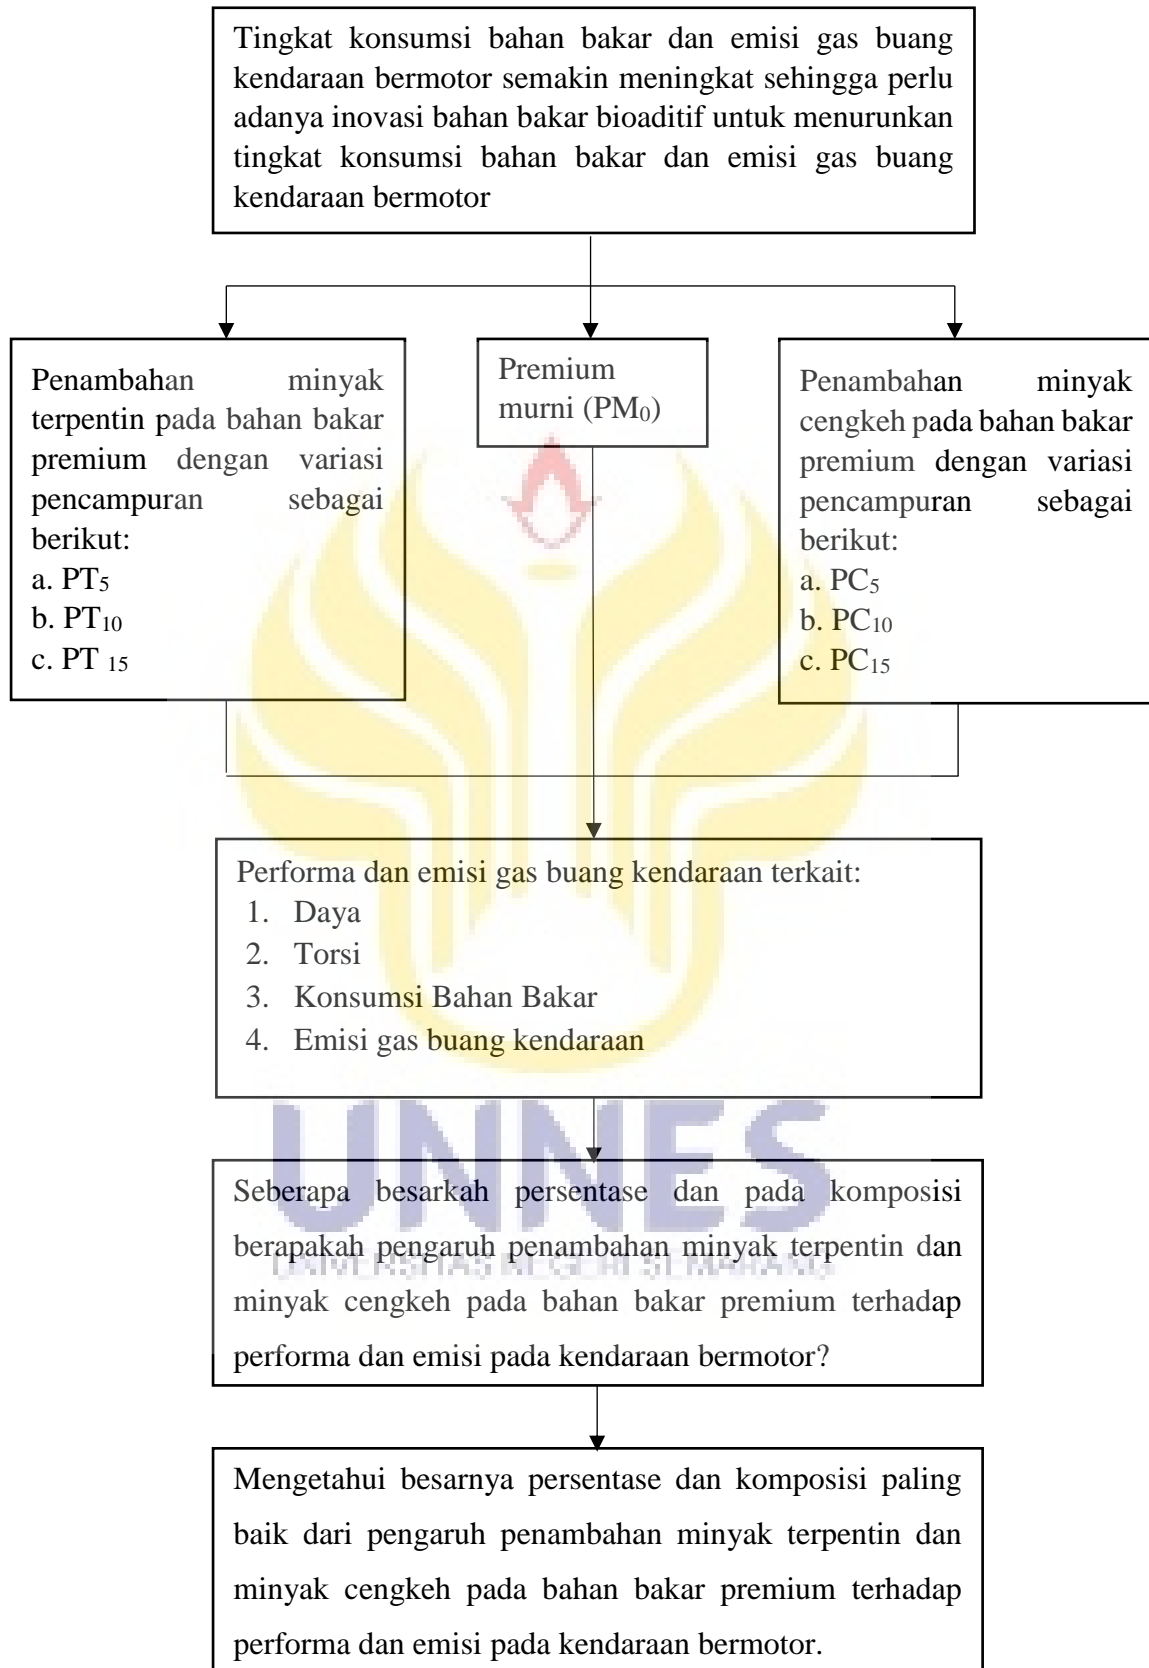 Tingkat konsumsi bahan bakar dan emisi gas buang
kendaraan bermotor semakin meningkat sehingga perlu
adanya inovasi bahan bakar bioaditif untuk menurunkan
tingkat konsumsi bahan bakar dan emisi gas buang
kendaraan bermotor
Penambahan minyak
terpentin pada bahan bakar
premium dengan variasi
pencampuran sebagai
berikut:
a. PT₅
b. PT₁₀
c. PT ₁₅
Premium
murni (PM₀)
Penambahan minyak
cengkeh pada bahan bakar
premium dengan variasi
pencampuran sebagai
berikut:
a. PC₅
b. PC₁₀
c. PC₁₅
Performa dan emisi gas buang kendaraan terkait:
1. Daya
2. Torsi
3. Konsumsi Bahan Bakar
4. Emisi gas buang kendaraan
UNNES
UNIVERSITAS NEGERI SEMARANG
Seberapa besarkah persentase dan pada komposisi
berapakah pengaruh penambahan minyak terpentin dan
minyak cengkeh pada bahan bakar premium terhadap
performa dan emisi pada kendaraan bermotor?
Mengetahui besarnya persentase dan komposisi paling
baik dari pengaruh penambahan minyak terpentin dan
minyak cengkeh pada bahan bakar premium terhadap
performa dan emisi pada kendaraan bermotor.